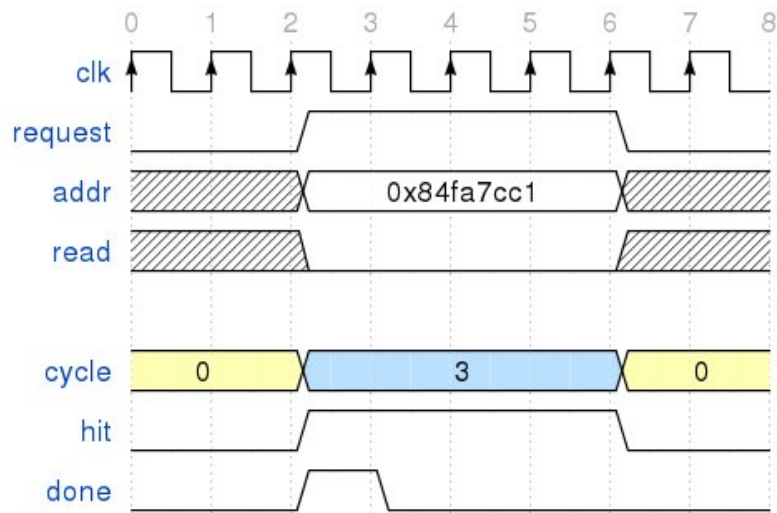 0 1 2 3 4 5 6 7 8
clk
request
addr 0x84fa7cc1
read
cycle 0 3 0
hit
done